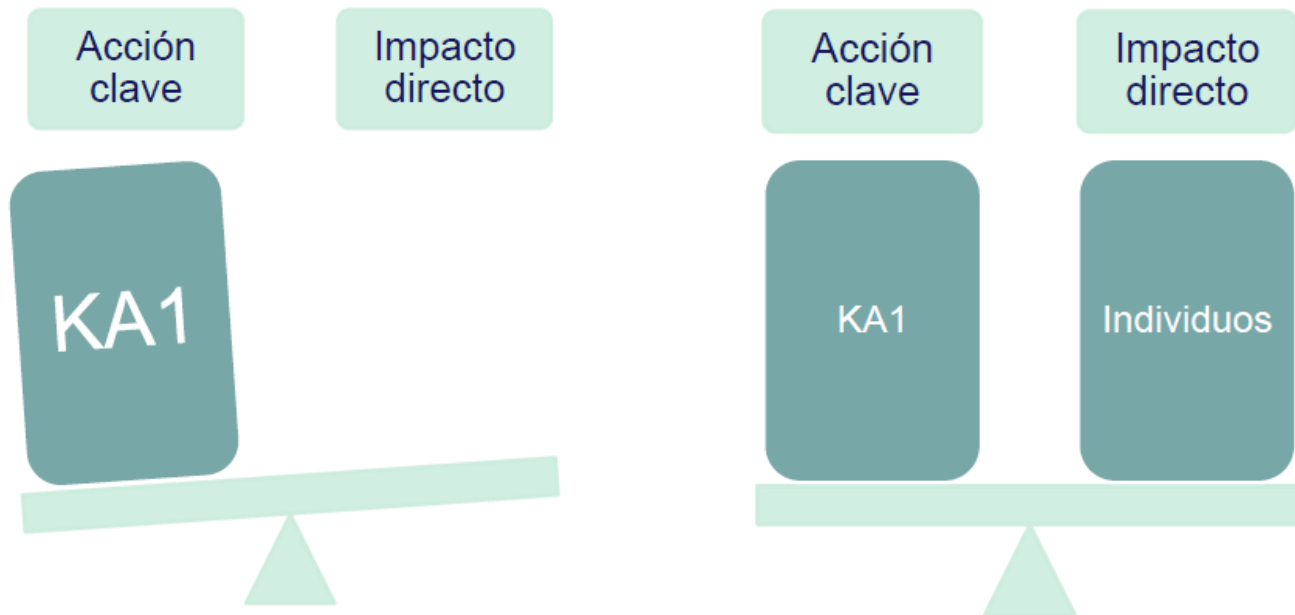 Acción
clave
Impacto
directo
KA1
Acción
clave
Impacto
directo
KA1
Individuos